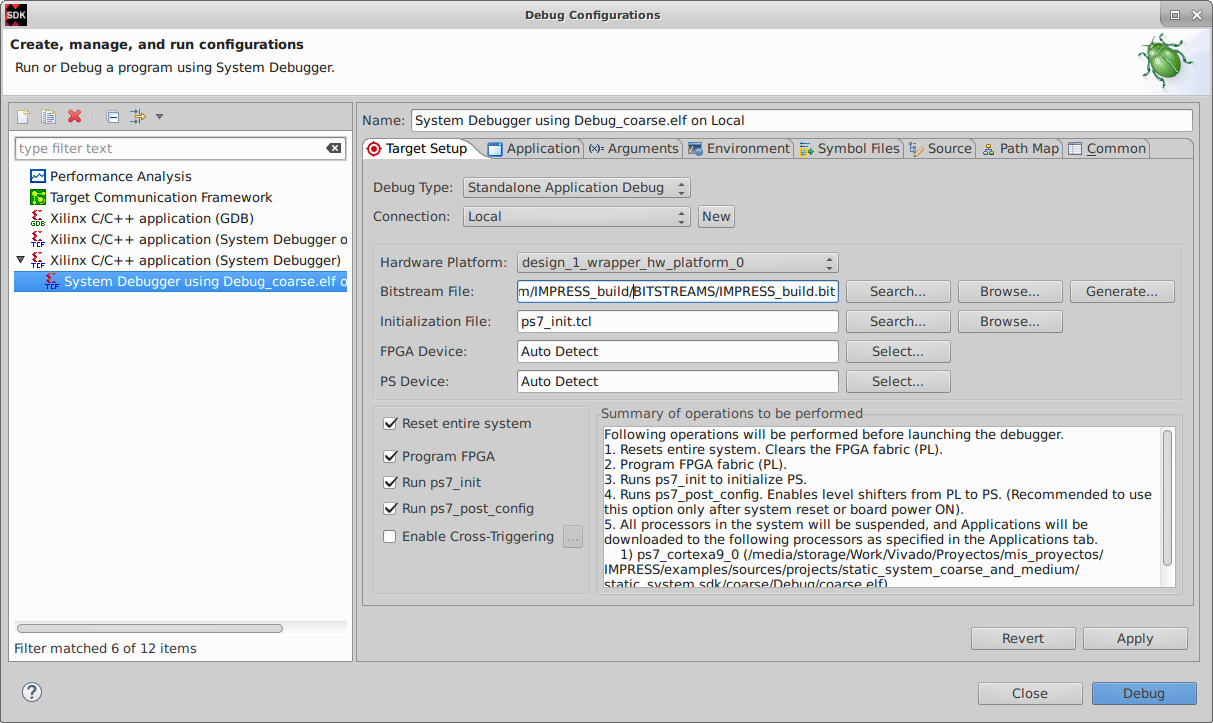 SDK
Debug Configurations
Create, manage, and run configurations
Run or Debug a program using System Debugger.
type filter text
Performance Analysis
Target Communication Framework
GDB Xilinx C/C++ application (GDB)
TCF Xilinx C/C++ application (System Debugger o
TCF Xilinx C/C++ application (System Debugger)
TCF System Debugger using Debug_coarse.elf o
Filter matched 6 of 12 items
Name: System Debugger using Debug_coarse.elf on Local
Target Setup Application (x)= Arguments Environment Symbol Files Source Path Map Common
Debug Type: Standalone Application Debug
Connection: Local New
Hardware Platform: design_1_wrapper_hw_platform_0
Bitstream File: m/IMPRESS_build/BITSTREAMS/IMPRESS_build.bit Search... Browse... Generate...
Initialization File: ps7_init.tcl Search... Browse...
FPGA Device: Auto Detect Select...
PS Device: Auto Detect Select...
Reset entire system
Program FPGA
Run ps7_init
Run ps7_post_config
Enable Cross-Triggering ...
Summary of operations to be performed
Following operations will be performed before launching the debugger.
1. Resets entire system. Clears the FPGA fabric (PL).
2. Program FPGA fabric (PL).
3. Runs ps7_init to initialize PS.
4. Runs ps7_post_config. Enables level shifters from PL to PS. (Recommended to use
this option only after system reset or board power ON).
5. All processors in the system will be suspended, and Applications will be
downloaded to the following processors as specified in the Applications tab.
1) ps7_cortexa9_0 (/media/storage/Work/Vivado/Proyectos/mis_proyectos/
IMPRESS/examples/sources/projects/static_system_coarse_and_medium/
static_system.sdk/coarse/Debug/coarse.elf)
Revert Apply
? Close Debug